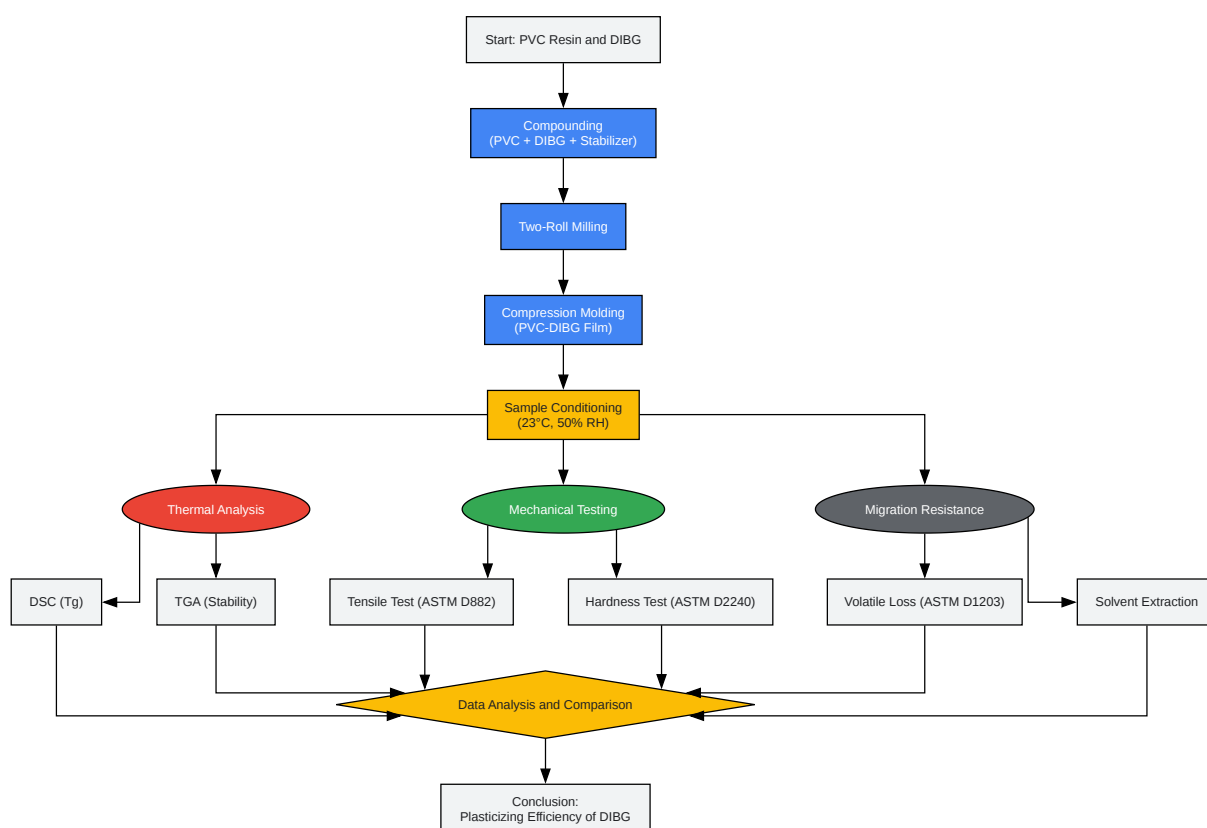 Start: PVC Resin and DIBG
Compounding
(PVC + DIBG + Stabilizer)
Two-Roll Milling
Compression Molding
(PVC-DIBG Film)
Sample Conditioning
(23°C, 50% RH)
Thermal Analysis
Mechanical Testing
Migration Resistance
DSC (Tg)
TGA (Stability)
Tensile Test (ASTM D882)
Hardness Test (ASTM D2240)
Volatile Loss (ASTM D1203)
Solvent Extraction
Data Analysis and Comparison
Conclusion:
Plasticizing Efficiency of DIBG